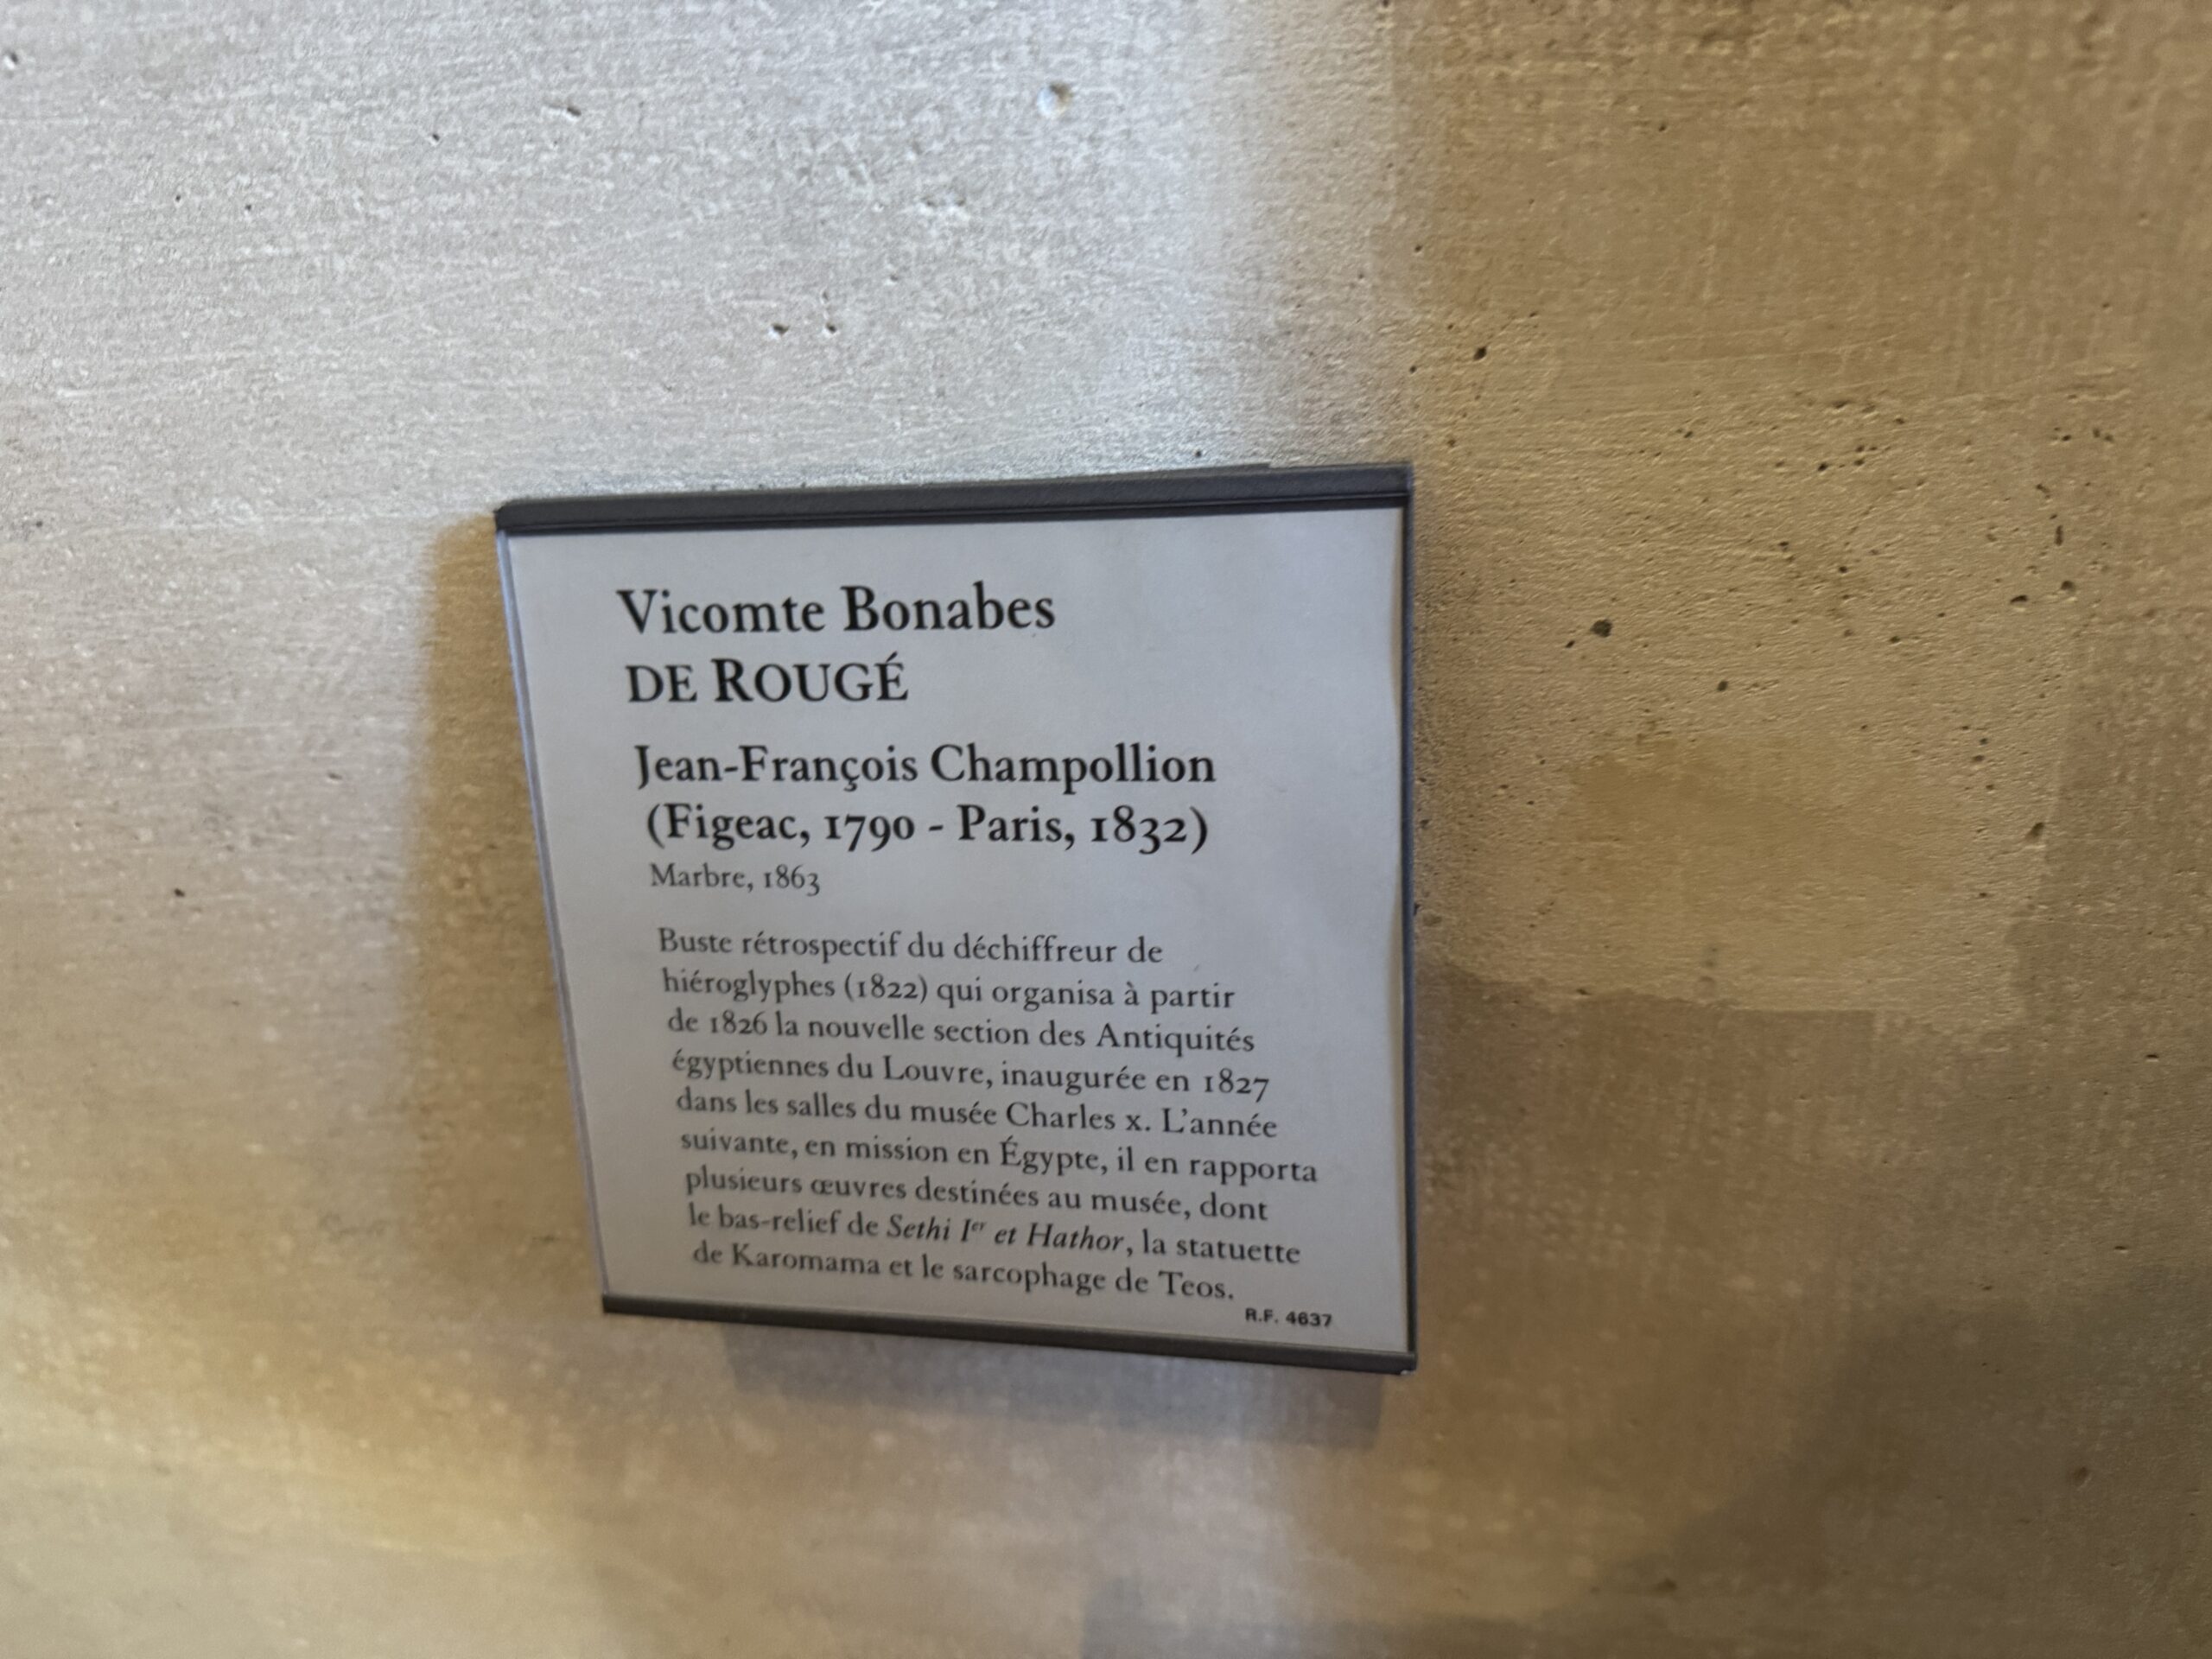 Vicomte Bonabes
DE ROUGÉ
Jean-François Champollion
(Figeac, 1790 - Paris, 1832)
Marbre, 1863
Buste rétrospectif du déchiffreur de
hiéroglyphes (1822) qui organisa à partir
de 1826 la nouvelle section des Antiquités
égyptiennes du Louvre, inaugurée en 1827
dans les salles du musée Charles x. L'année
suivante, en mission en Égypte, il en rapporta
plusieurs œuvres destinées au musée, dont
le bas-relief de Sethi Ier et Hathor, la statuette
de Karomama et le sarcophage de Teos.
R.F. 4637